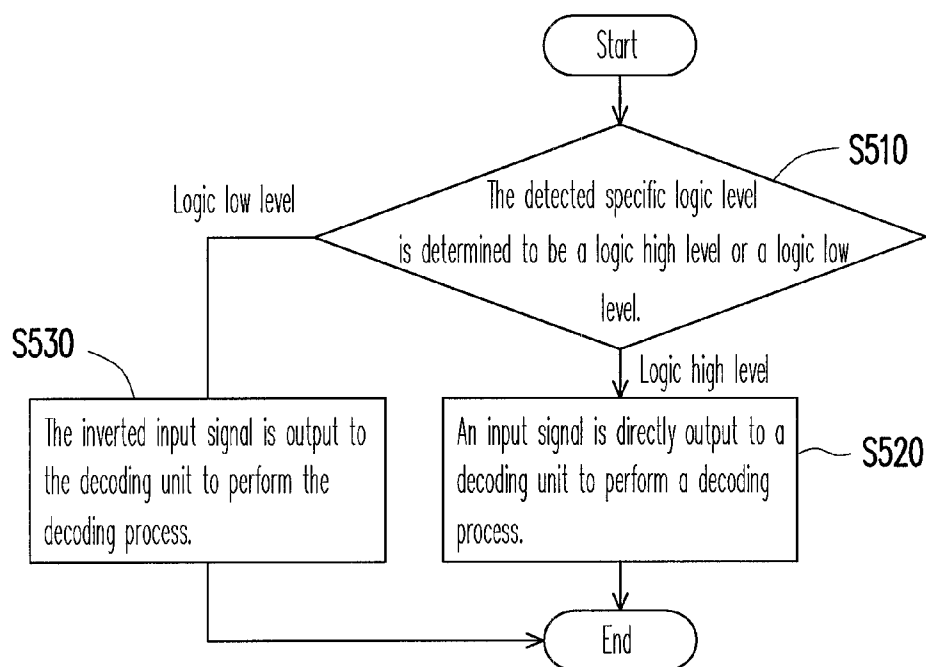 Start
S510
Logic low level
The detected specific logic level
is determined to be a logic high level or a logic low
level.
S530
Logic high level
The inverted input signal is output to
the decoding unit to perform the
decoding process.
An input signal is directly output to a
decoding unit to perform a decoding
process.
S520
End